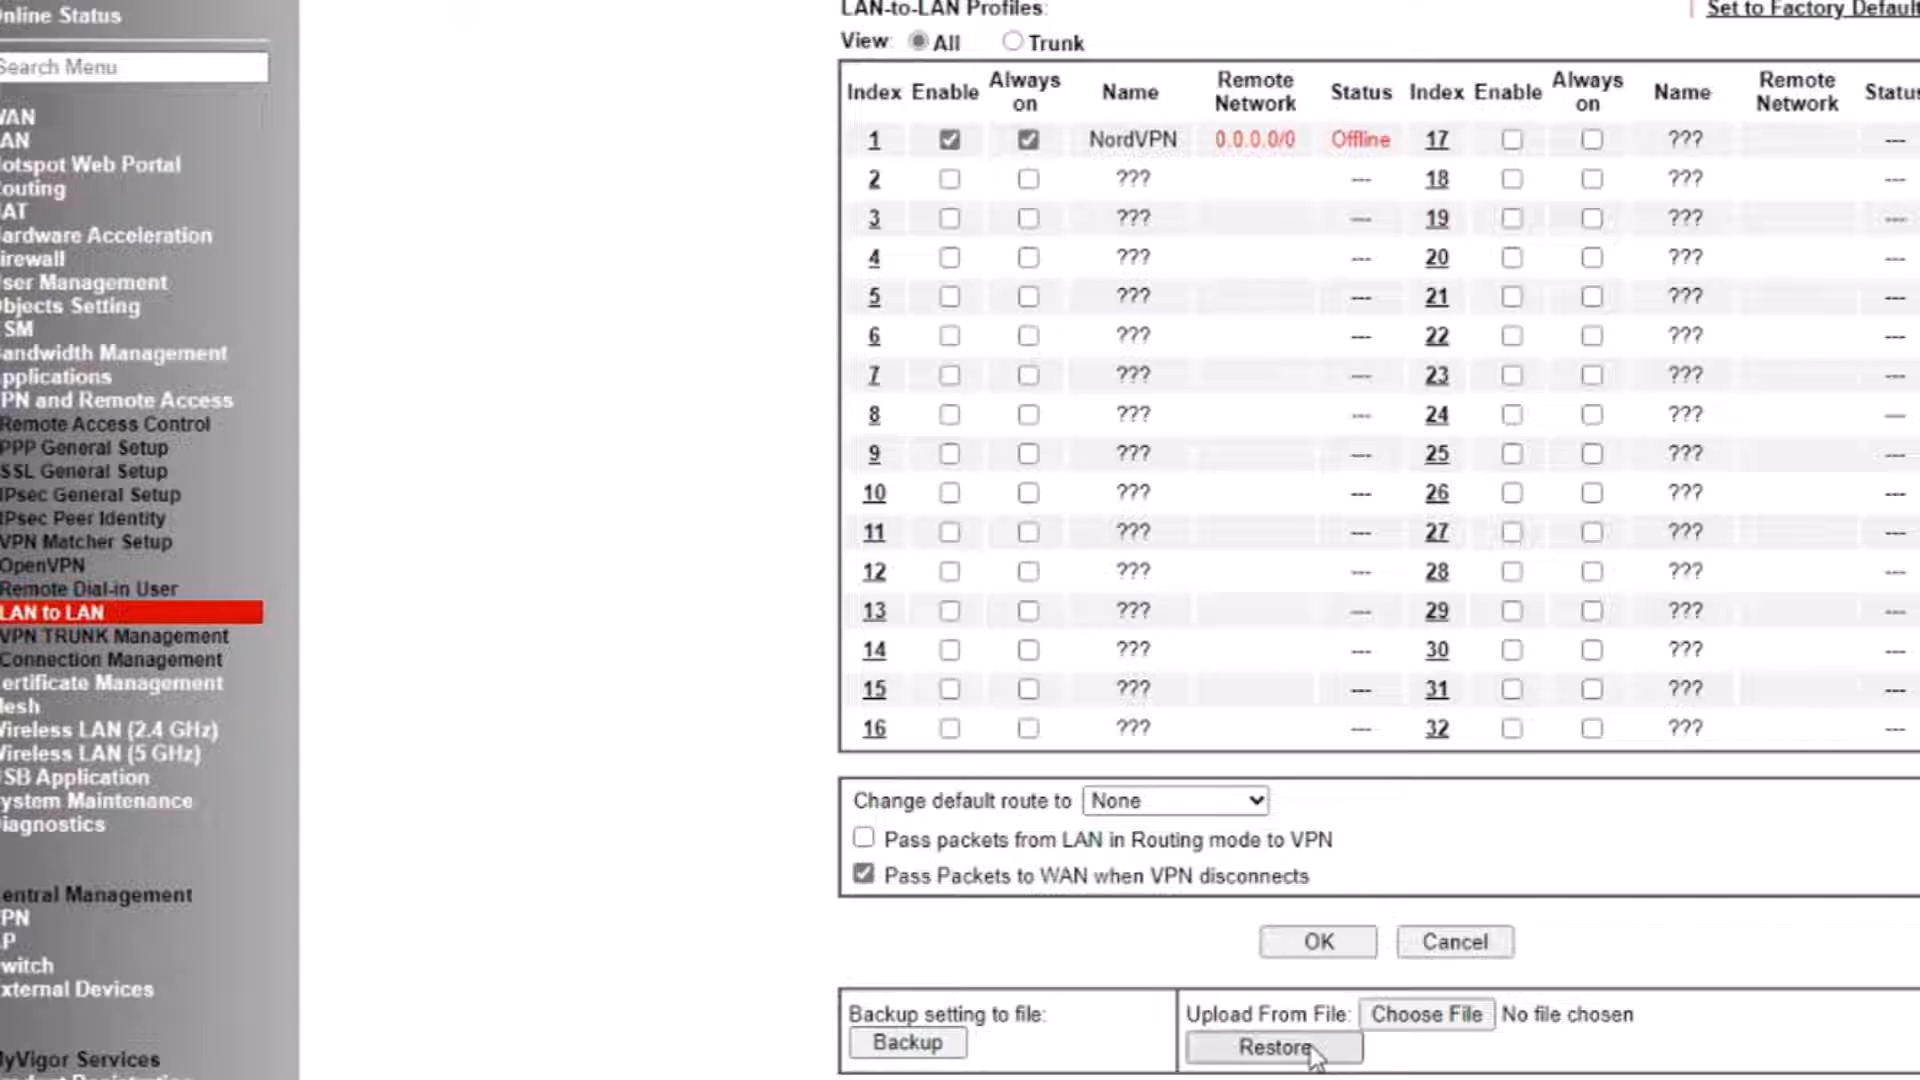 nline Status
Search Menu
WAN
AN
otspot Web Portal
outing
AT
ardware Acceleration
irewall
ser Management
bjects Setting
SM
andwidth Management
pplications
PN and Remote Access
Remote Access Control
PPP General Setup
SSL General Setup
IPsec General Setup
IPsec Peer Identity
VPN Matcher Setup
OpenVPN
Remote Dial-in User
LAN to LAN
VPN TRUNK Management
Connection Management
ertificate Management
esh
Wireless LAN (2.4 GHz)
Wireless LAN (5 GHz)
SB Application
ystem Maintenance
iagnostics
entral Management
PN
P
witch
xternal Devices
MyVigor Services
LAN-to-LAN Profiles:
Set to Factory Default
View: All Trunk
Index Enable Always on Name Remote Network Status Index Enable Always on Name Remote Network Status
1 NordVPN 0.0.0.0/0 Offline 17 ??? ---
2 ??? --- 18 ??? ---
3 ??? --- 19 ??? ---
4 ??? --- 20 ??? ---
5 ??? --- 21 ??? ---
6 ??? --- 22 ??? ---
7 ??? --- 23 ??? ---
8 ??? --- 24 ??? ---
9 ??? --- 25 ??? ---
10 ??? --- 26 ??? ---
11 ??? --- 27 ??? ---
12 ??? --- 28 ??? ---
13 ??? --- 29 ??? ---
14 ??? --- 30 ??? ---
15 ??? --- 31 ??? ---
16 ??? --- 32 ??? ---
Change default route to None
Pass packets from LAN in Routing mode to VPN
Pass Packets to WAN when VPN disconnects
OK Cancel
Backup setting to file:
Backup
Upload From File: Choose File No file chosen
Restore